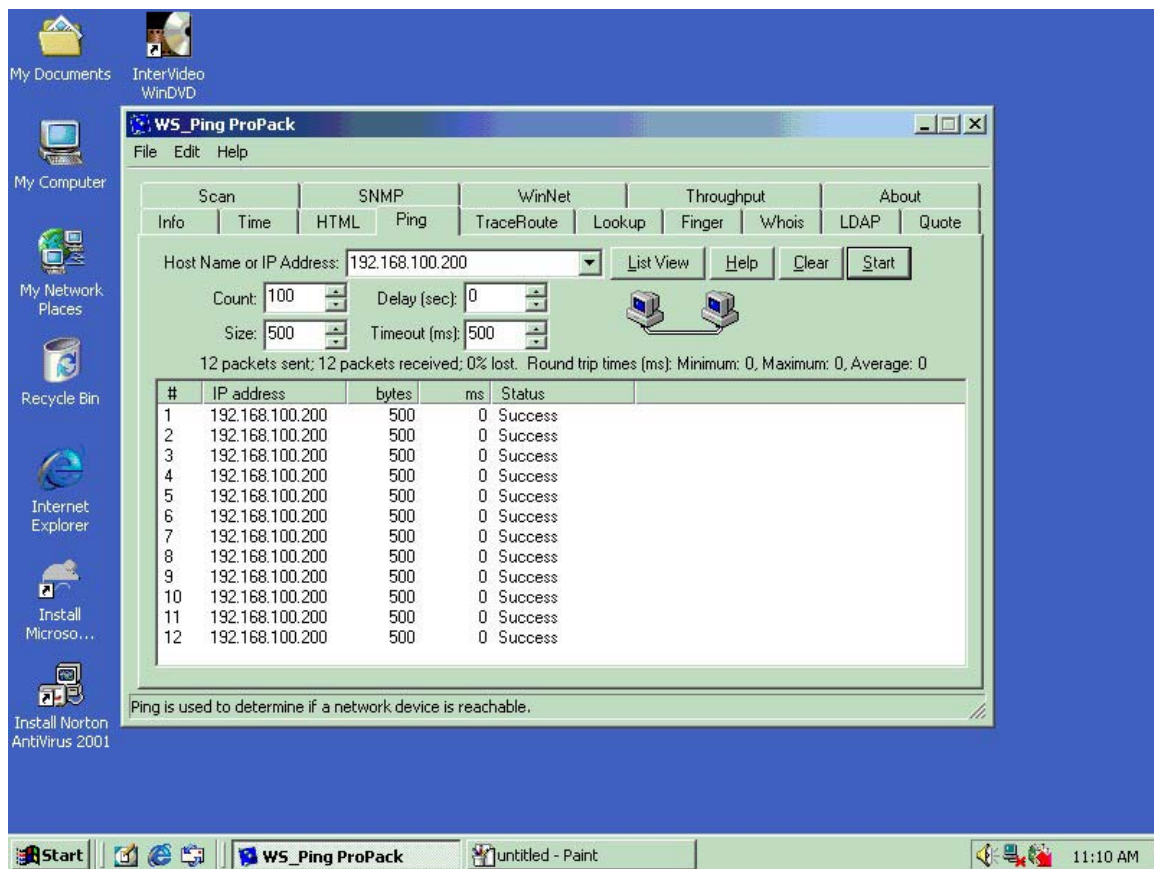 My Documents
InterVideo
WinDVD
My Computer
My Network
Places
Recycle Bin
Internet
Explorer
Install
Microso...
Install Norton
AntiVirus 2001
WS_Ping ProPack
File Edit Help
Scan SNMP WinNet Throughput About
Info Time HTML Ping TraceRoute Lookup Finger Whois LDAP Quote
Host Name or IP Address: 192.168.100.200 List View Help Clear Start
Count: 100 Delay (sec): 0
Size: 500 Timeout (ms): 500
12 packets sent; 12 packets received; 0% lost. Round trip times (ms): Minimum: 0, Maximum: 0, Average: 0
# IP address bytes ms Status
1 192.168.100.200 500 0 Success
2 192.168.100.200 500 0 Success
3 192.168.100.200 500 0 Success
4 192.168.100.200 500 0 Success
5 192.168.100.200 500 0 Success
6 192.168.100.200 500 0 Success
7 192.168.100.200 500 0 Success
8 192.168.100.200 500 0 Success
9 192.168.100.200 500 0 Success
10 192.168.100.200 500 0 Success
11 192.168.100.200 500 0 Success
12 192.168.100.200 500 0 Success
Ping is used to determine if a network device is reachable.
Start WS_Ping ProPack untitled - Paint 11:10 AM